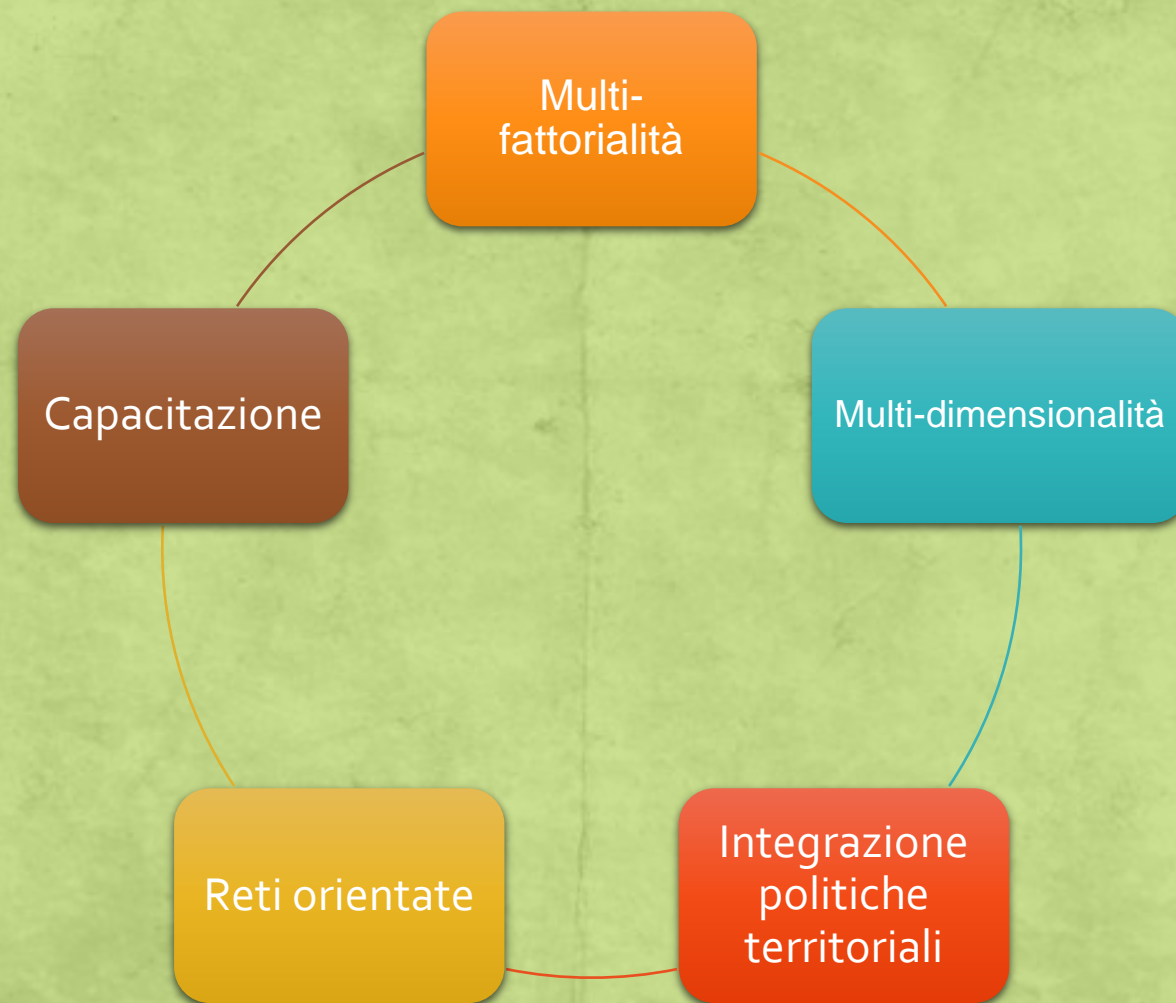 Multi-
fattorialità
Capacitazione
Multi-dimensionalità
Reti orientate
Integrazione
politiche
territoriali